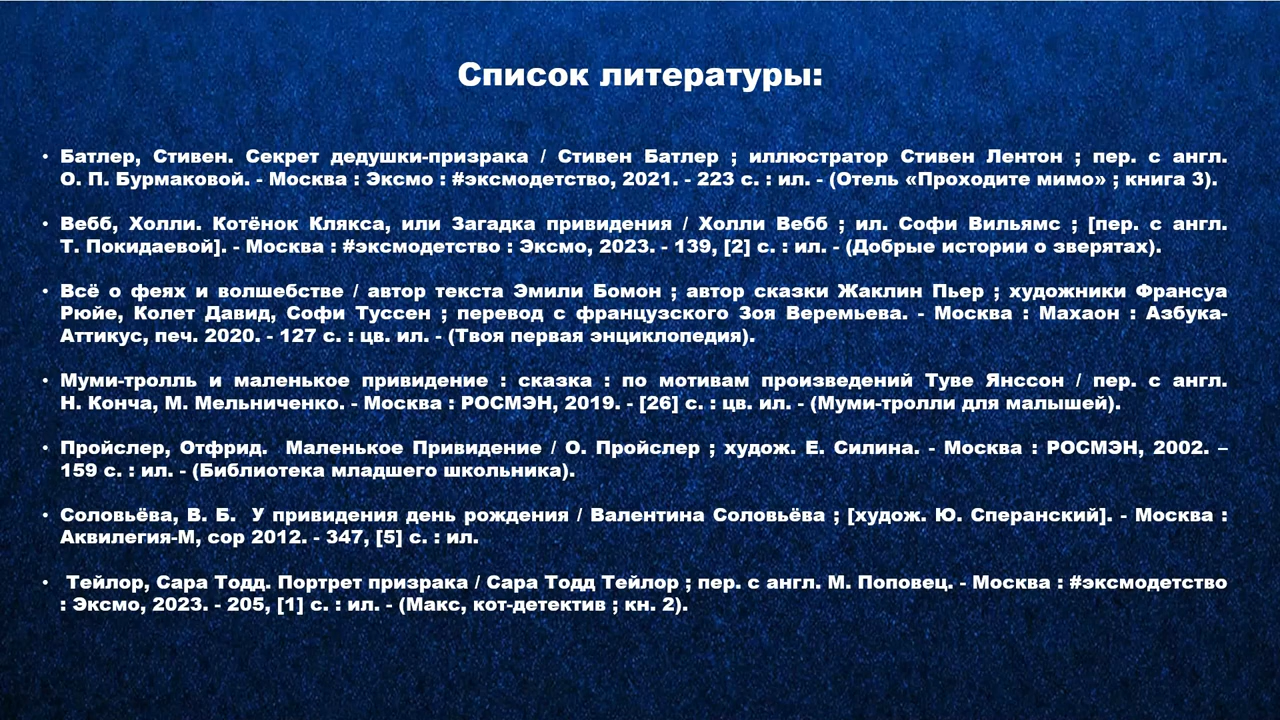 Список литературы:
• Батлер, Стивен. Секрет дедушки-призрака / Стивен Батлер ; иллюстратор Стивен Лентон ; пер. с англ.
О. П. Бурмаковой. - Москва : Эксмо : #эксмодетство, 2021. - 223 с. : ил. - (Отель «Проходите мимо» ; книга 3).
• Вебб, Холли. Котёнок Клякса, или Загадка привидения / Холли Вебб ; ил. Софи Вильямс ; [пер. с англ.
Т. Покидаевой]. - Москва : #эксмодетство : Эксмо, 2023. - 139, [2] с. : ил. - (Добрые истории о зверятах).
• Всё о феях и волшебстве / автор текста Эмили Бомон ; автор сказки Жаклин Пьер ; художники Франсуа
Рюйе, Колет Давид, Софи Туссен ; перевод с французского Зоя Веремьева. - Москва : Махаон : Азбука-
Аттикус, печ. 2020. - 127 с. : цв. ил. - (Твоя первая энциклопедия).
• Муми-тролль и маленькое привидение : сказка : по мотивам произведений Туве Янссон / пер. с англ.
Н. Конча, М. Мельниченко. - Москва : РОСМЭН, 2019. - [26] с. : цв. ил. - (Муми-тролли для малышей).
• Пройслер, Отфрид. Маленькое Привидение / О. Пройслер ; худож. Е. Силина. - Москва : РОСМЭН, 2002. –
159 с. : ил. - (Библиотека младшего школьника).
• Соловьёва, В. Б. У привидения день рождения / Валентина Соловьёва ; [худож. Ю. Сперанский]. - Москва :
Аквилегия-М, cop 2012. - 347, [5] с. : ил.
• Тейлор, Сара Тодд. Портрет призрака / Сара Тодд Тейлор ; пер. с англ. М. Поповец. - Москва : #эксмодетство
: Эксмо, 2023. - 205, [1] с. : ил. - (Макс, кот-детектив ; кн. 2).